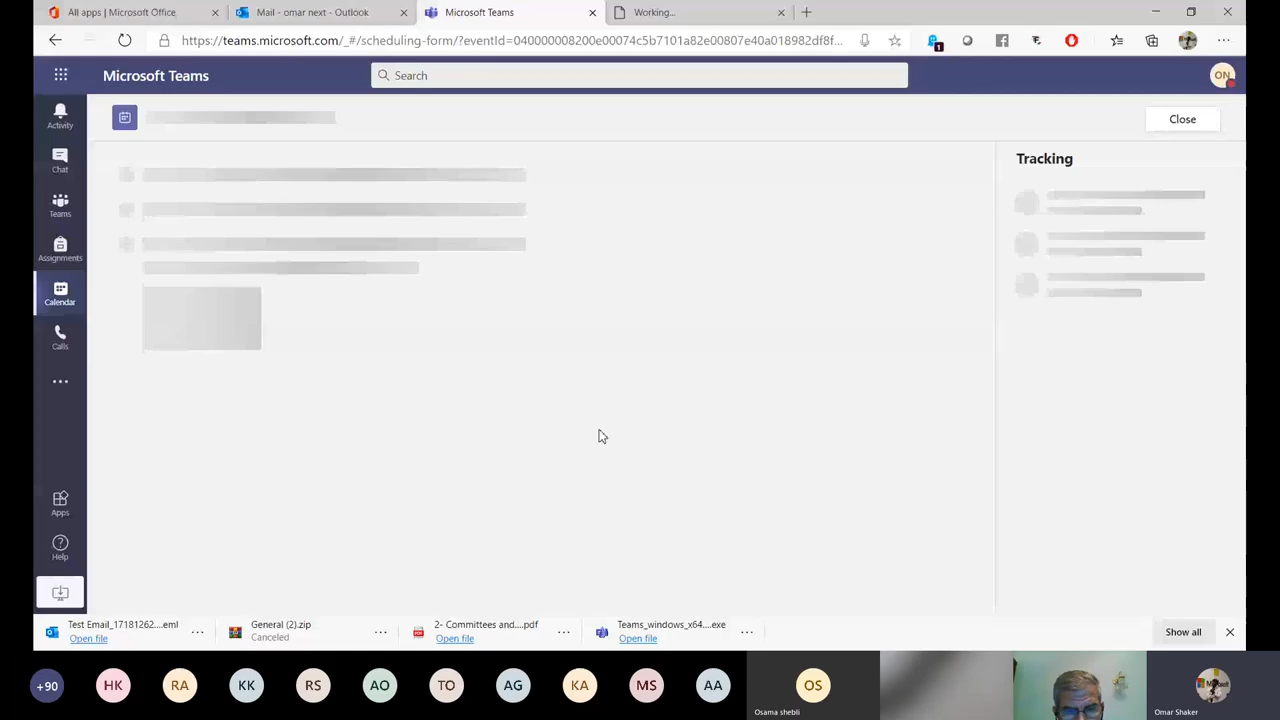 All apps | Microsoft Office
Mail - omar next - Outlook
Microsoft Teams
Working...
https://teams.microsoft.com/_#/scheduling-form/?eventId=040000008200e00074c5b7101a82e00807e40a018982df8f...
1
Microsoft Teams
Search
ON
Activity
Chat
Teams
Assignments
Calendar
Calls
Apps
Help
Close
Tracking
Test Email_17181262....eml
Open file
General (2).zip
Canceled
2- Committees and....pdf
Open file
Teams_windows_x64....exe
Open file
Show all
+90
HK
RA
KK
RS
AO
TO
AG
KA
MS
AA
OS
Osama shebli
Omar Shaker